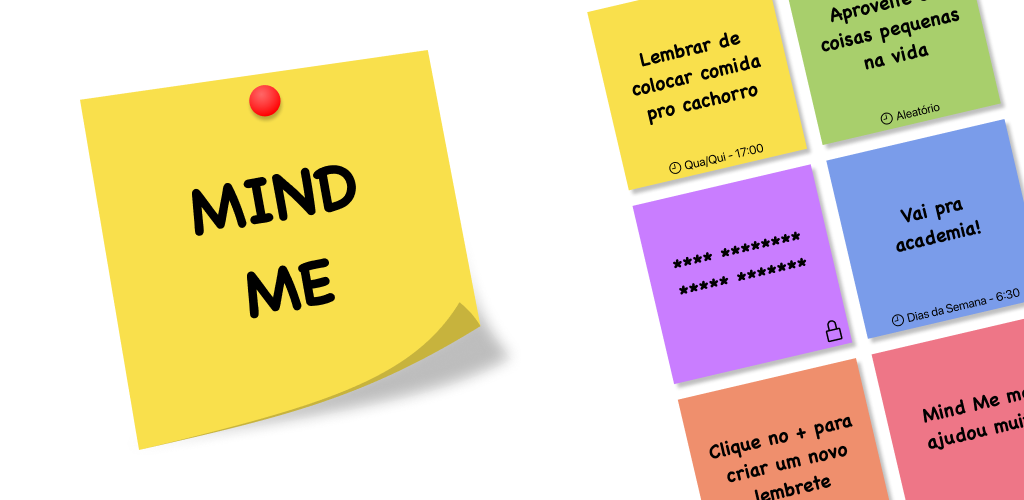 MIND
ME
Lembrar de
colocar comida
pro cachorro
Qua/Qui - 17:00
coisas pequenas
na vida
Aleatório
**** ********
***** *******
Vai pra
academia!
Dias da Semana - 6:30
Clique no + para
criar um novo
lembrete
Mind Me
ajudou